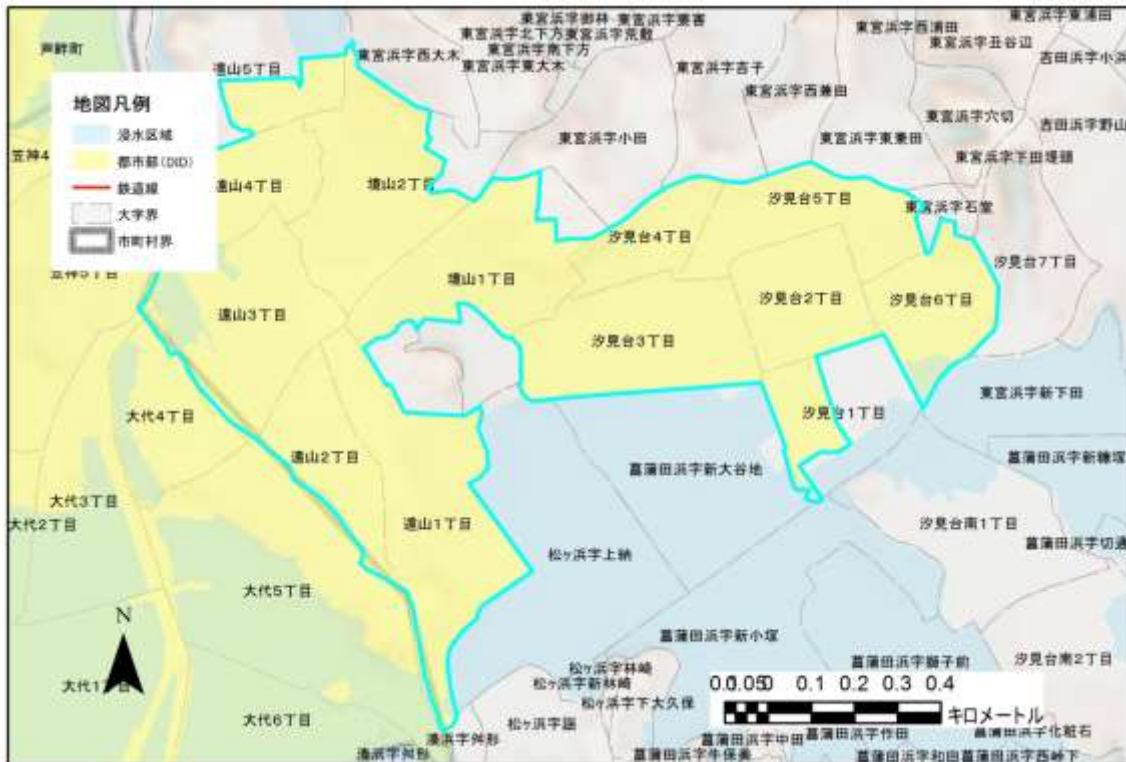 東宮浜字御林
東宮浜字東浦田
東宮浜字西浦田
東宮浜字北下方
東宮浜字荒敷
東宮浜字丑谷辺
芦畔町
東宮浜字南下方
東宮浜字西大木
吉田浜字小浜
東宮浜字東大木
東宮浜字吉子
遠山5丁目
東宮浜字西兼田
地図凡例
東宮浜字穴切
浸水区域
吉田浜字野山
東宮浜字小田
東宮浜字東兼田
都市部(DID)
笠神4
東宮浜字下田堤頭
鉄道線
遠山4丁目
境山2丁目
汐見台5丁目
大字界
東宮浜字石堂
市町村界
汐見台4丁目
汐見台7丁目
笠神5丁目
境山1丁目
汐見台2丁目
汐見台6丁目
遠山3丁目
汐見台3丁目
東宮浜字新下田
大代4丁目
汐見台1丁目
遠山2丁目
菖蒲田浜字新大谷地
菖蒲田浜字新糠塚
大代3丁目
大代2丁目
遠山1丁目
汐見台南1丁目
菖蒲田浜字切通
松ヶ浜字上納
大代5丁目
N
菖蒲田浜字新小塚
汐見台南2丁目
松ヶ浜字林崎
菖蒲田浜字獅子前
大代1丁目
松ヶ浜字新林崎
0.1 0.05 0 0.1 0.2 0.3 0.4
松ヶ浜字下大久保
キロメートル
大代6丁目
松ヶ浜字謡
菖蒲田浜字化粧石
湊浜字舛形
菖蒲田浜字中田
菖蒲田浜字作田
湊浜字舛形
菖蒲田浜字牛保美
菖蒲田浜字和田
菖蒲田浜字西峠下